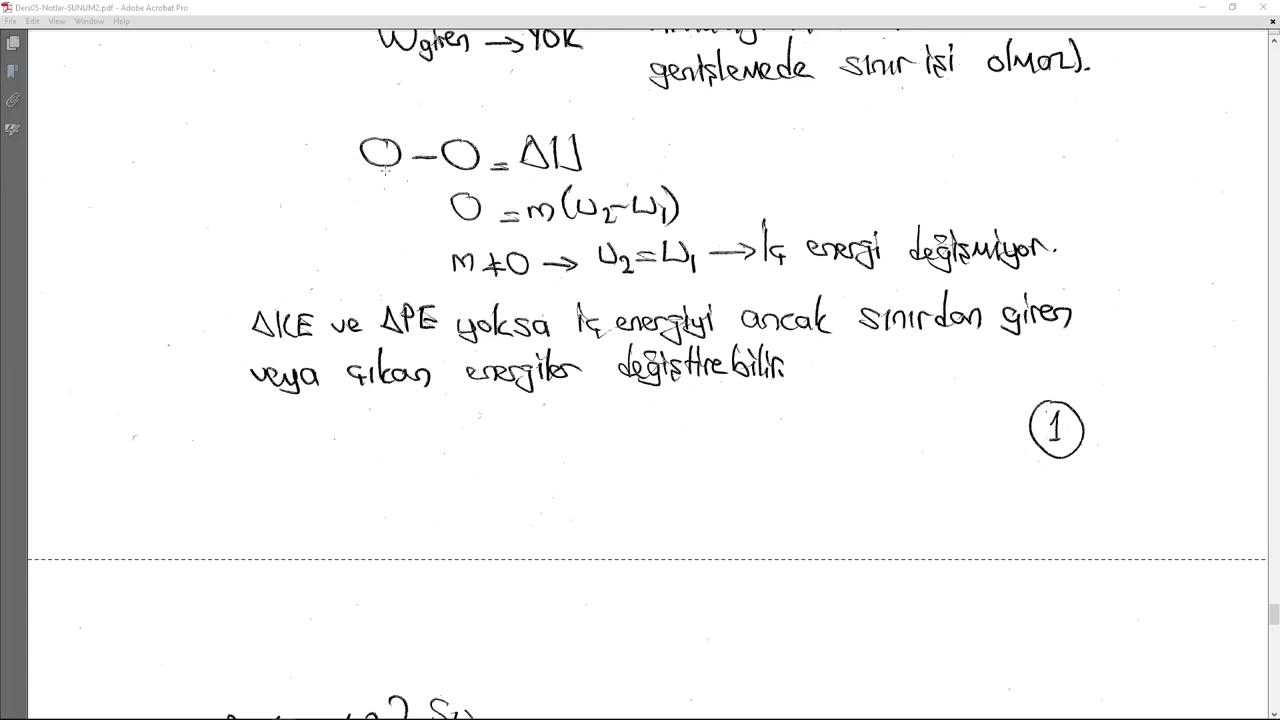 Ders05-Notlar-SUNUM2.pdf - Adobe Acrobat Pro
File Edit View Window Help
Wgiren → YOK
genişlemede sınır işi olmaz).
0 - 0 = ΔU
0 = m(u₂-u₁)
m ≠ 0 → u₂ = u₁ → İç enerji değişmiyor.
ΔKE ve ΔPE yoksa iç enerjiyi ancak sınırdan giren
veya çıkan enerjiler değiştirebilir.
1